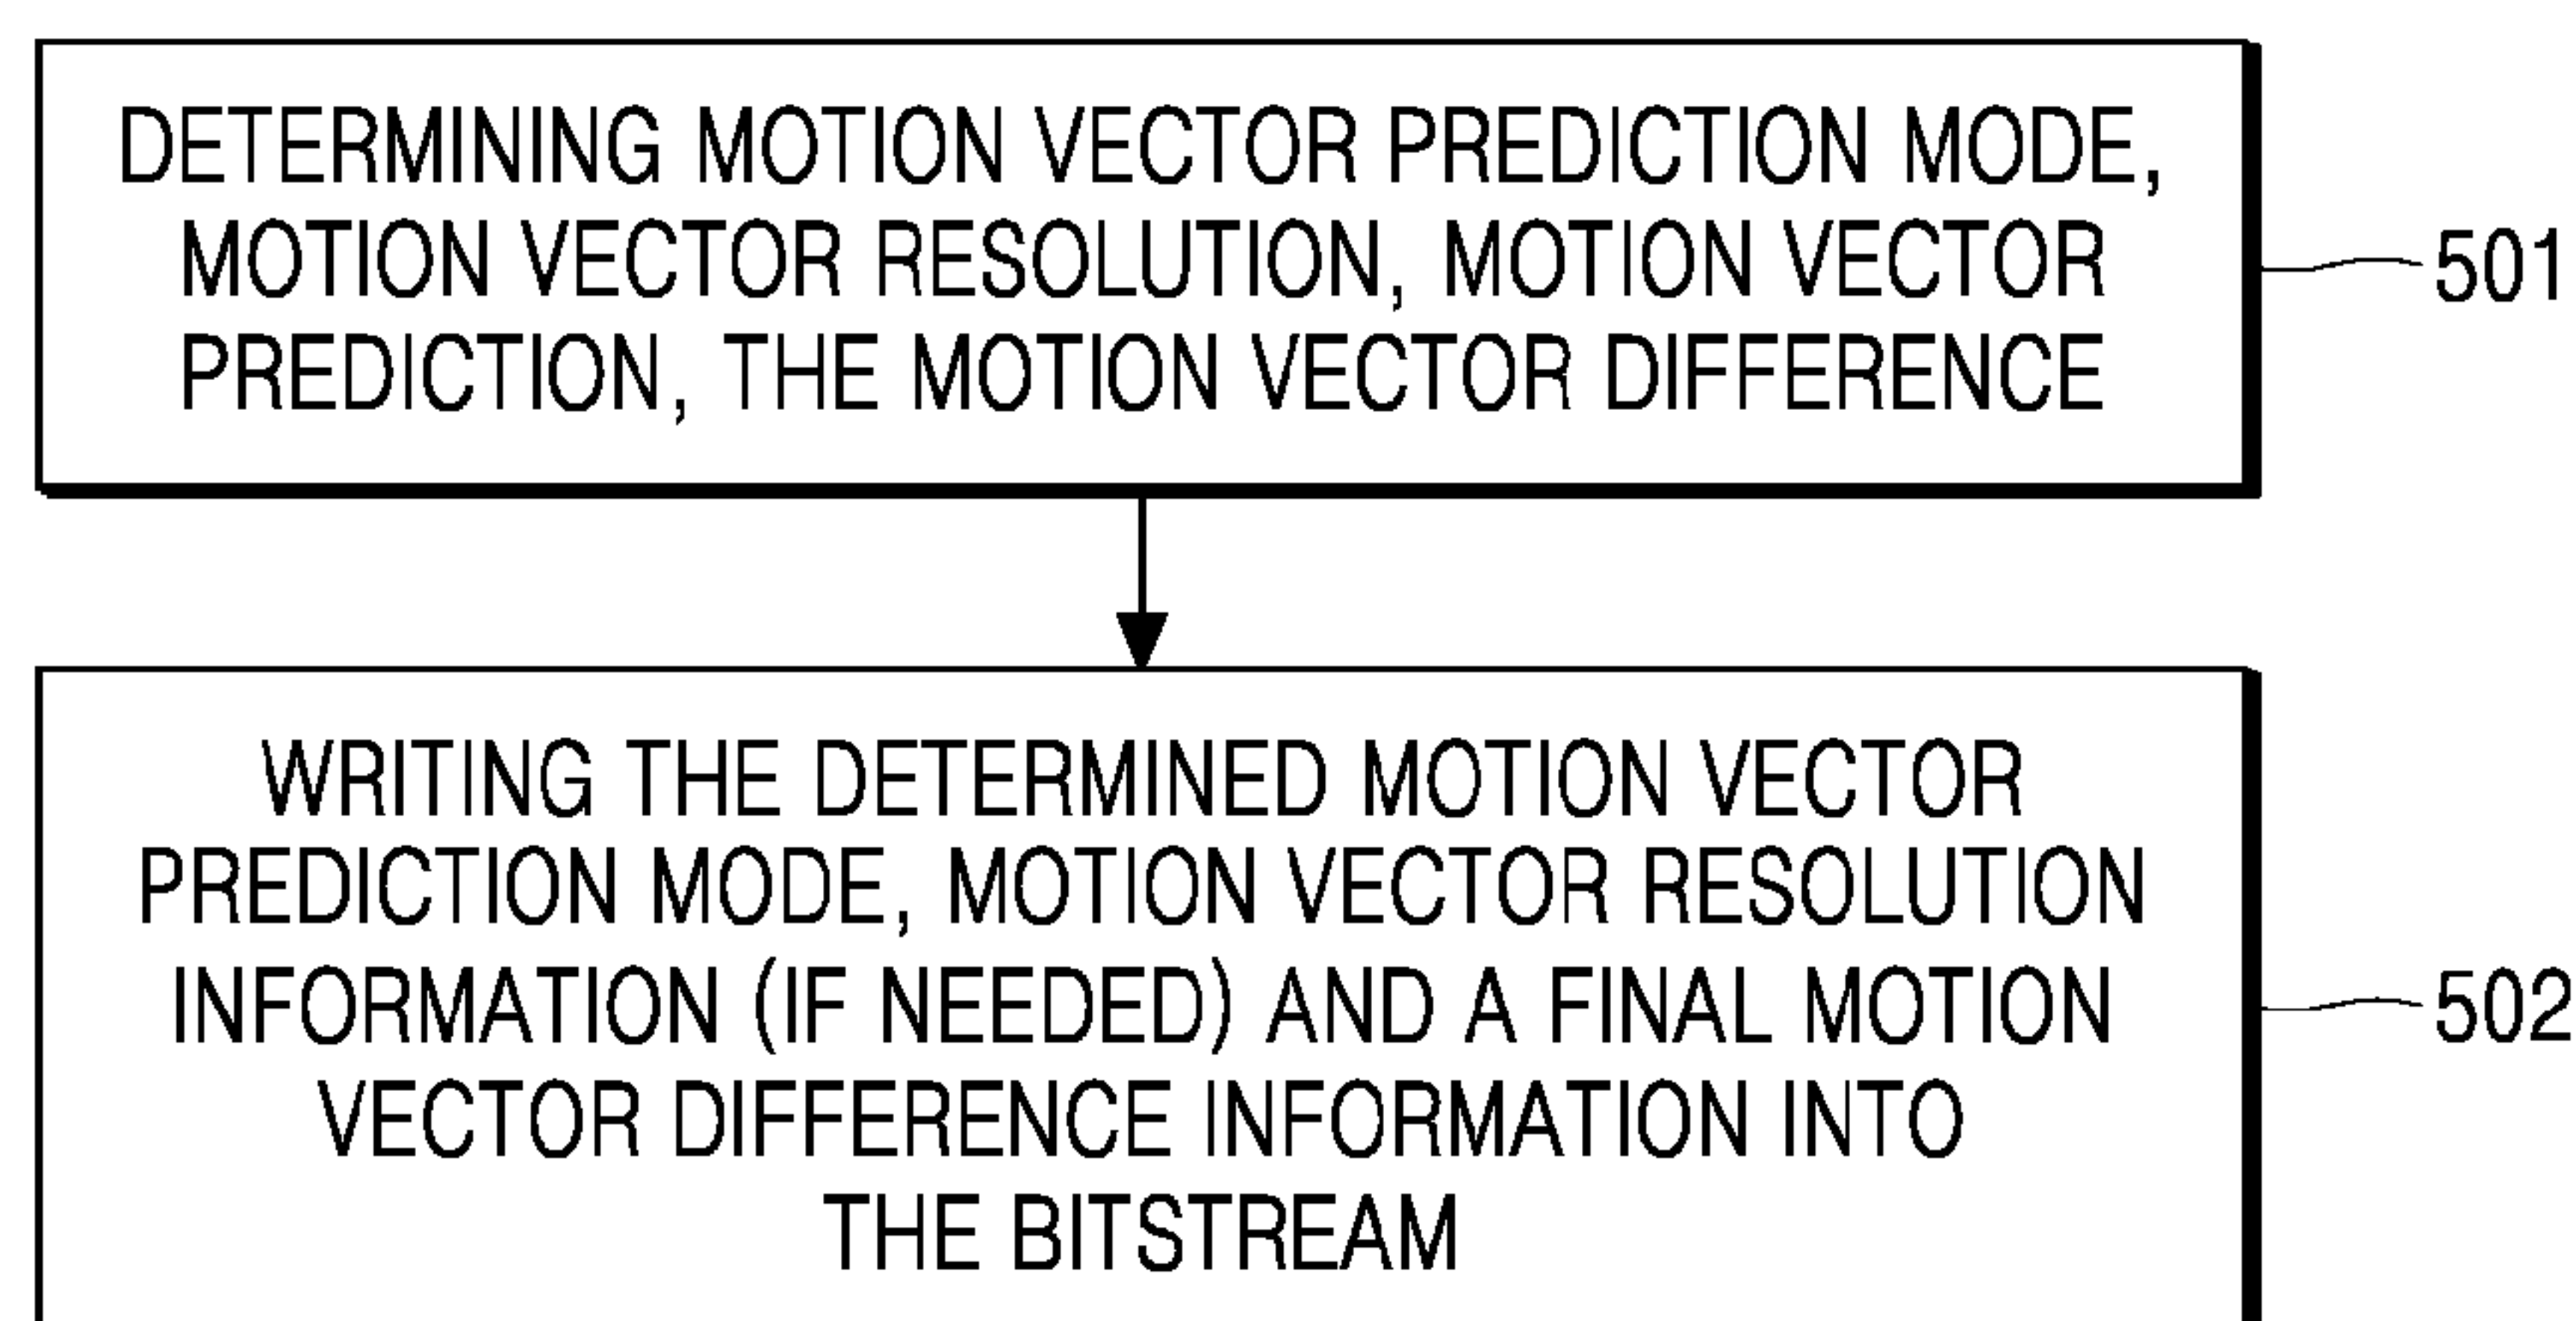 DETERMINING MOTION VECTOR PREDICTION MODE,
MOTION VECTOR RESOLUTION, MOTION VECTOR
PREDICTION, THE MOTION VECTOR DIFFERENCE
501
WRITING THE DETERMINED MOTION VECTOR
PREDICTION MODE, MOTION VECTOR RESOLUTION
INFORMATION (IF NEEDED) AND A FINAL MOTION
VECTOR DIFFERENCE INFORMATION INTO
THE BITSTREAM
502